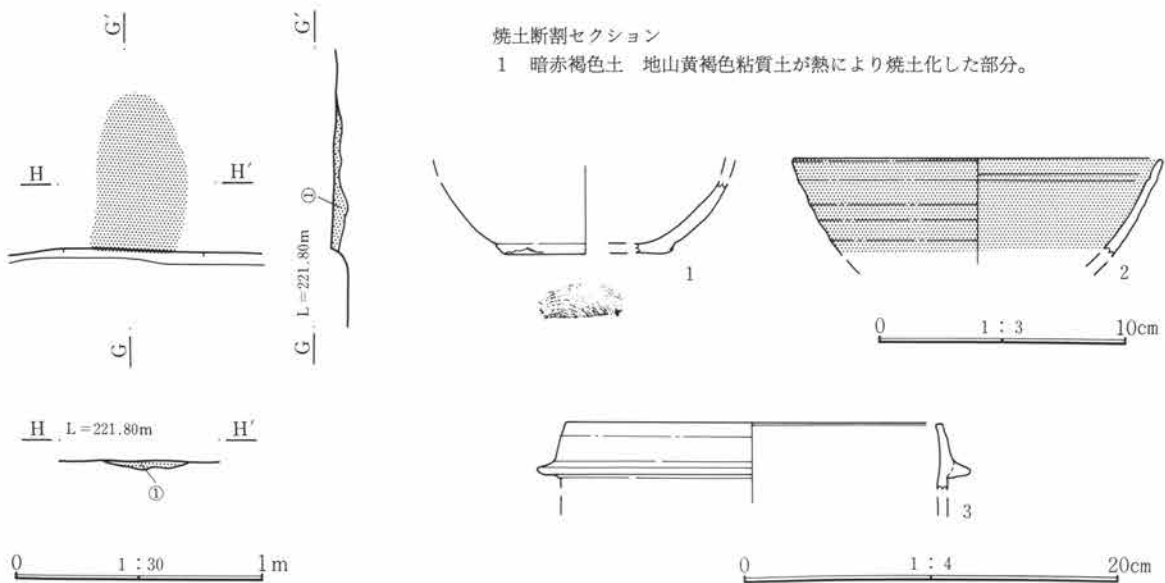 焼土断割セクション
1 暗赤褐色土 地山黄褐色粘質土が熱により焼土化した部分。
G′
G′
H
H′
①
L=221.80m
G
G
1
2
0 1:3 10cm
H L=221.80m H′
①
3
0 1:30 1m
0 1:4 20cm